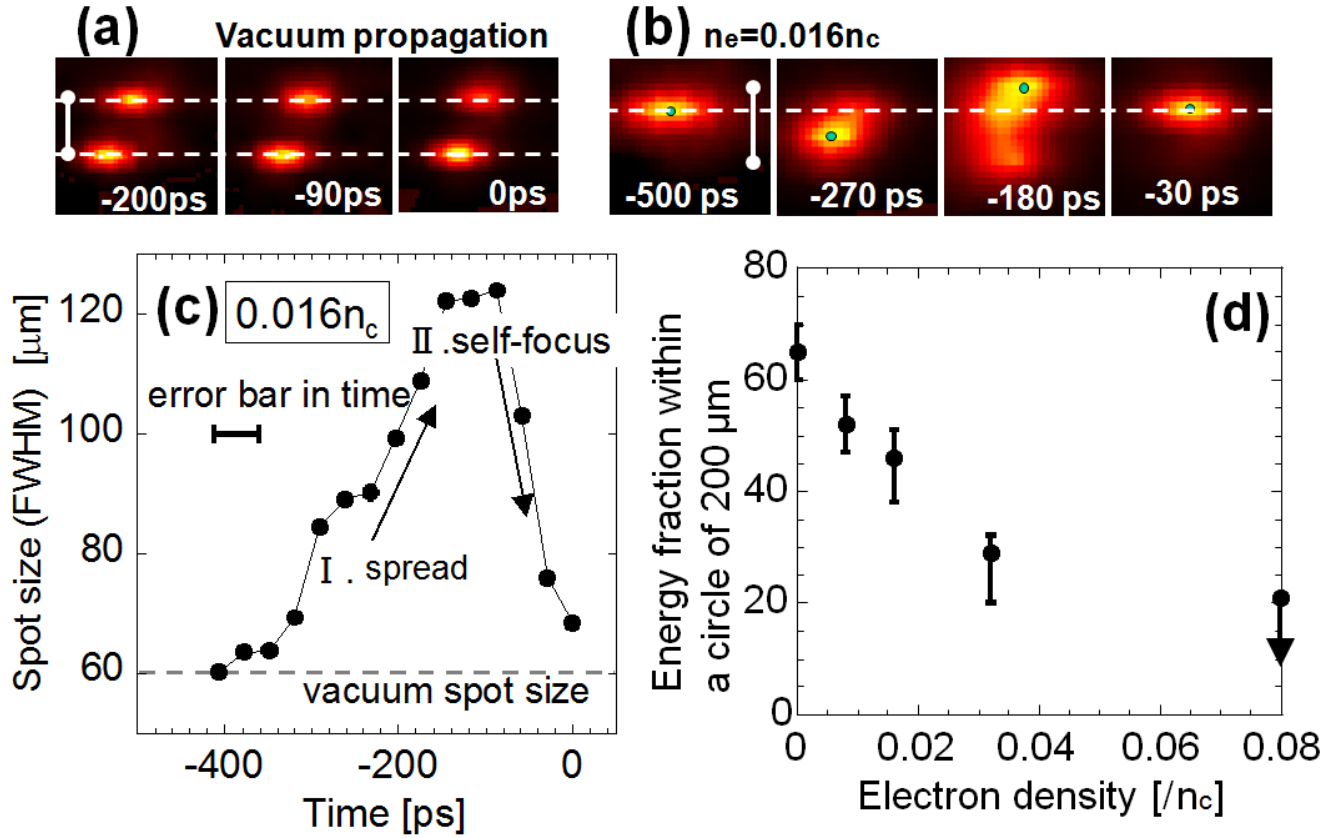 (a)
Vacuum propagation
-200ps
-90ps
0ps
(b) nₑ=0.016n꜀
-500 ps
-270 ps
-180 ps
-30 ps
(c) 0.016n꜀
Spot size (FWHM) [μm]
120
100
80
60
error bar in time
Ⅱ.self-focus
Ⅰ. spread
vacuum spot size
-400
-200
0
Time [ps]
(d)
Energy fraction within
a circle of 200 μm
80
60
40
20
0
0
0.02
0.04
0.06
0.08
Electron density [/n꜀]